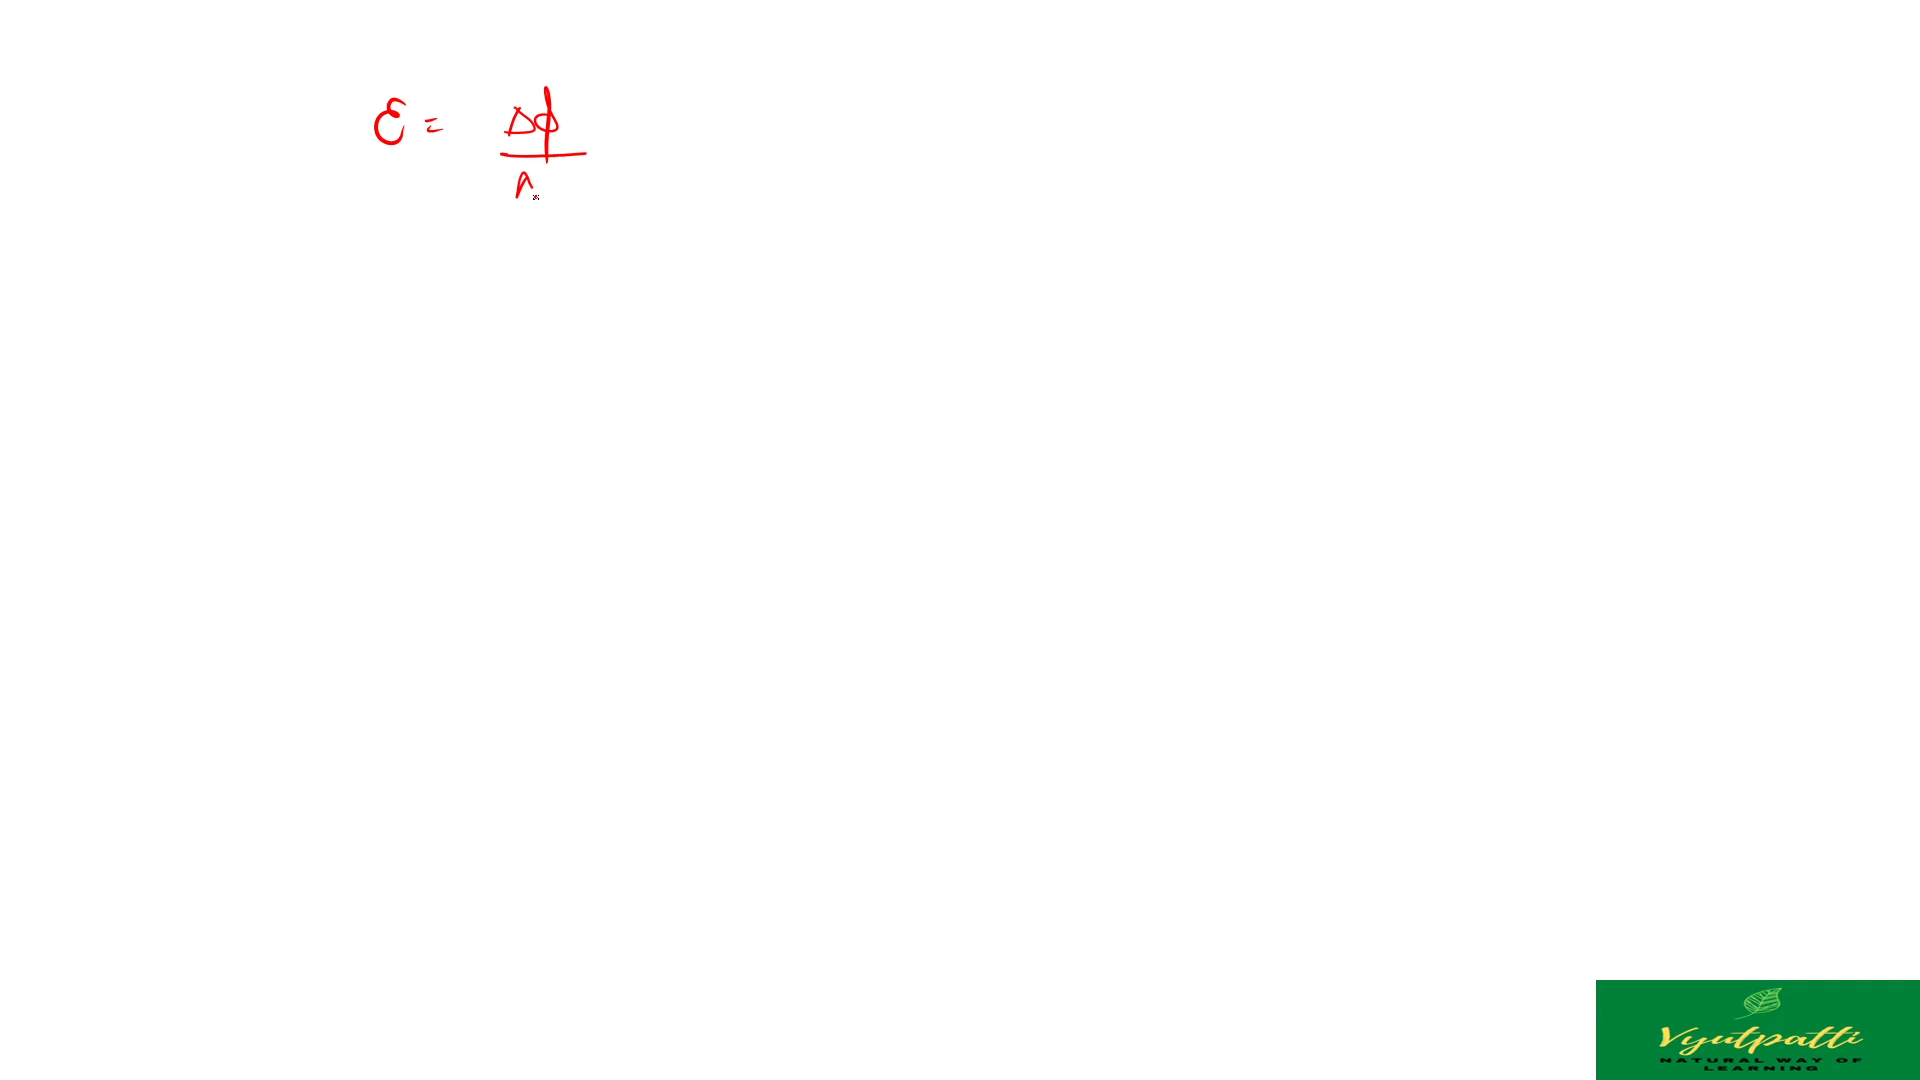 ε = Δφ
Vyutpatti
NATURAL WAY OF
LEARNING